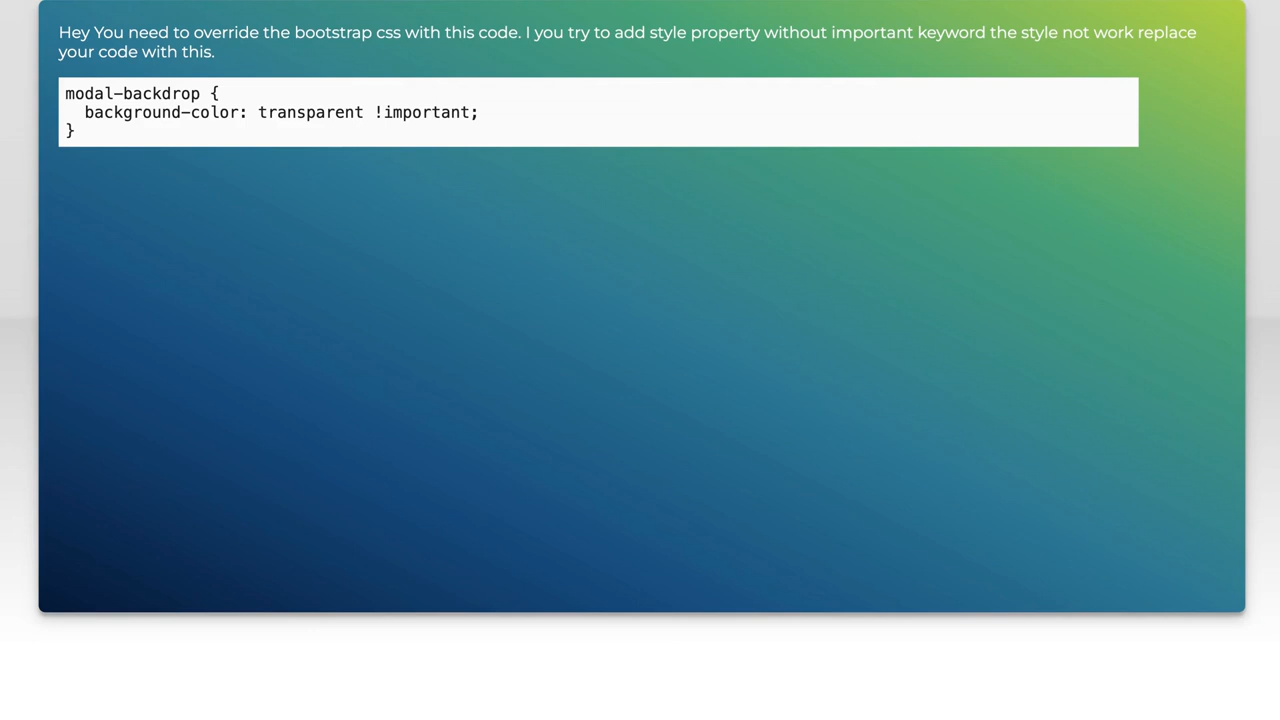 Hey You need to override the bootstrap css with this code. I you try to add style property without important keyword the style not work replace
your code with this.
modal-backdrop {
  background-color: transparent !important;
}